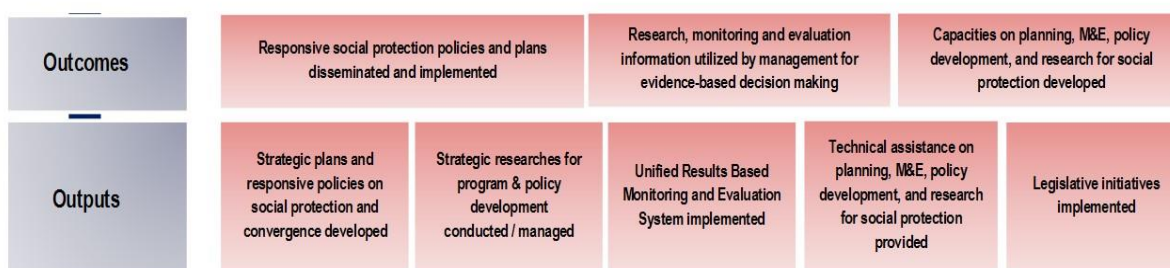 Outcomes
Responsive social protection policies and plans
disseminated and implemented
Research, monitoring and evaluation
information utilized by management for
evidence-based decision making
Capacities on planning, M&E, policy
development, and research for social
protection developed
Outputs
Strategic plans and
responsive policies on
social protection and
convergence developed
Strategic researches for
program & policy
development
conducted / managed
Unified Results Based
Monitoring and Evaluation
System implemented
Technical assistance on
planning, M&E, policy
development, and research
for social protection
provided
Legislative initiatives
implemented